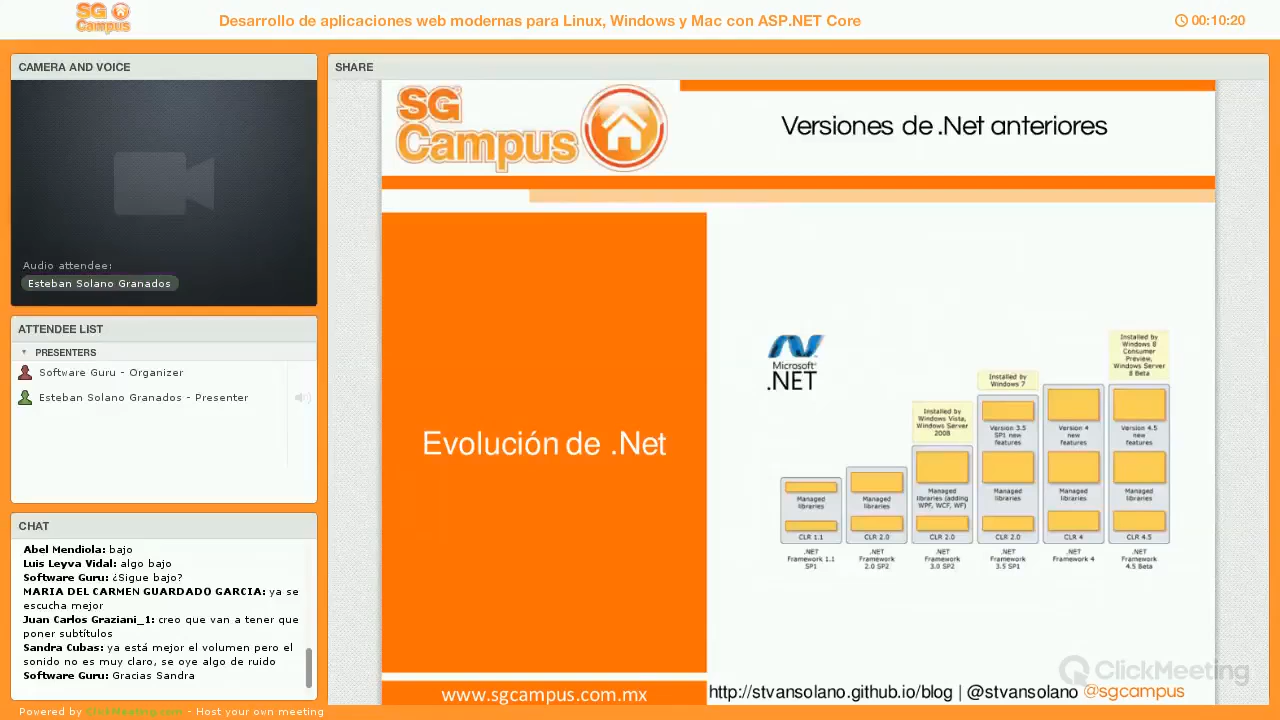 SG
Campus
Desarrollo de aplicaciones web modernas para Linux, Windows y Mac con ASP.NET Core
00:10:20
CAMERA AND VOICE
Audio attendee:
Esteban Solano Granados
ATTENDEE LIST
PRESENTERS
Software Guru - Organizer
Esteban Solano Granados - Presenter
CHAT
Abel Mendiola: bajo
Luis Leyva Vidal: algo bajo
Software Guru: ¿Sigue bajo?
MARIA DEL CARMEN GUARDADO GARCIA: ya se
escucha mejor
Juan Carlos Graziani_1: creo que van a tener que
poner subtítulos
Sandra Cubas: ya está mejor el volumen pero el
sonido no es muy claro, se oye algo de ruido
Software Guru: Gracias Sandra
Powered by ClickMeeting.com - Host your own meeting
SHARE
SG
Campus
Versiones de .Net anteriores
Evolución de .Net
Microsoft®
.NET
Managed
libraries
CLR 1.1
.NET
Framework 1.1
SP1
Managed
libraries
CLR 2.0
.NET
Framework
2.0 SP2
Installed by
Windows Vista,
Windows Server
2008
Managed
libraries (adding
WPF, WCF, WF)
CLR 2.0
.NET
Framework
3.0 SP2
Installed by
Windows 7
Version 3.5
SP1 new
features
Managed
libraries
CLR 2.0
.NET
Framework
3.5 SP1
Version 4
new
features
Managed
libraries
CLR 4
.NET
Framework 4
Installed by
Windows 8
Consumer
Preview,
Windows Server
8 Beta
Version 4.5
new
features
Managed
libraries
CLR 4.5
.NET
Framework
4.5 Beta
ClickMeeting
www.sgcampus.com.mx
http://stvansolano.github.io/blog | @stvansolano @sgcampus